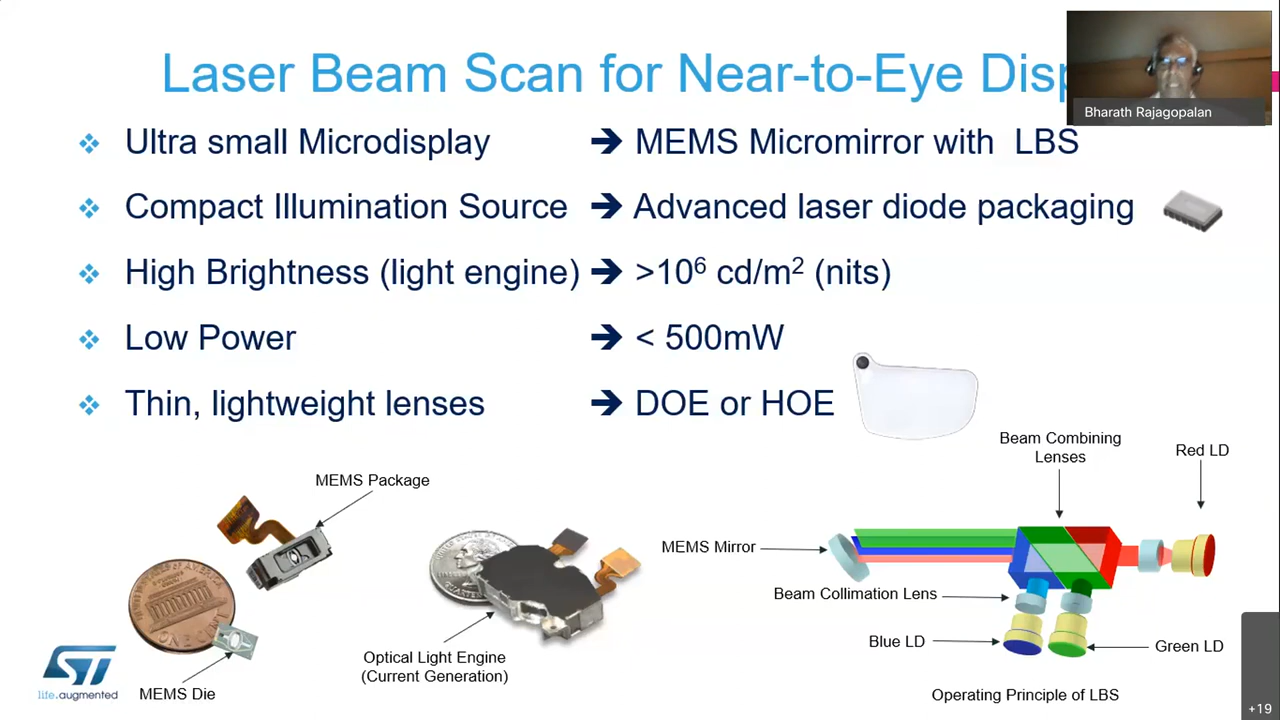 Laser Beam Scan for Near-to-Eye Disp
Bharath Rajagopalan
❖ Ultra small Microdisplay ➔ MEMS Micromirror with LBS
❖ Compact Illumination Source ➔ Advanced laser diode packaging
❖ High Brightness (light engine) ➔ >10⁶ cd/m² (nits)
❖ Low Power ➔ < 500mW
❖ Thin, lightweight lenses ➔ DOE or HOE
Beam Combining
Lenses
Red LD
MEMS Package
MEMS Mirror
Beam Collimation Lens
Blue LD
Green LD
Optical Light Engine
(Current Generation)
MEMS Die
Operating Principle of LBS
ST
life.augmented
+19